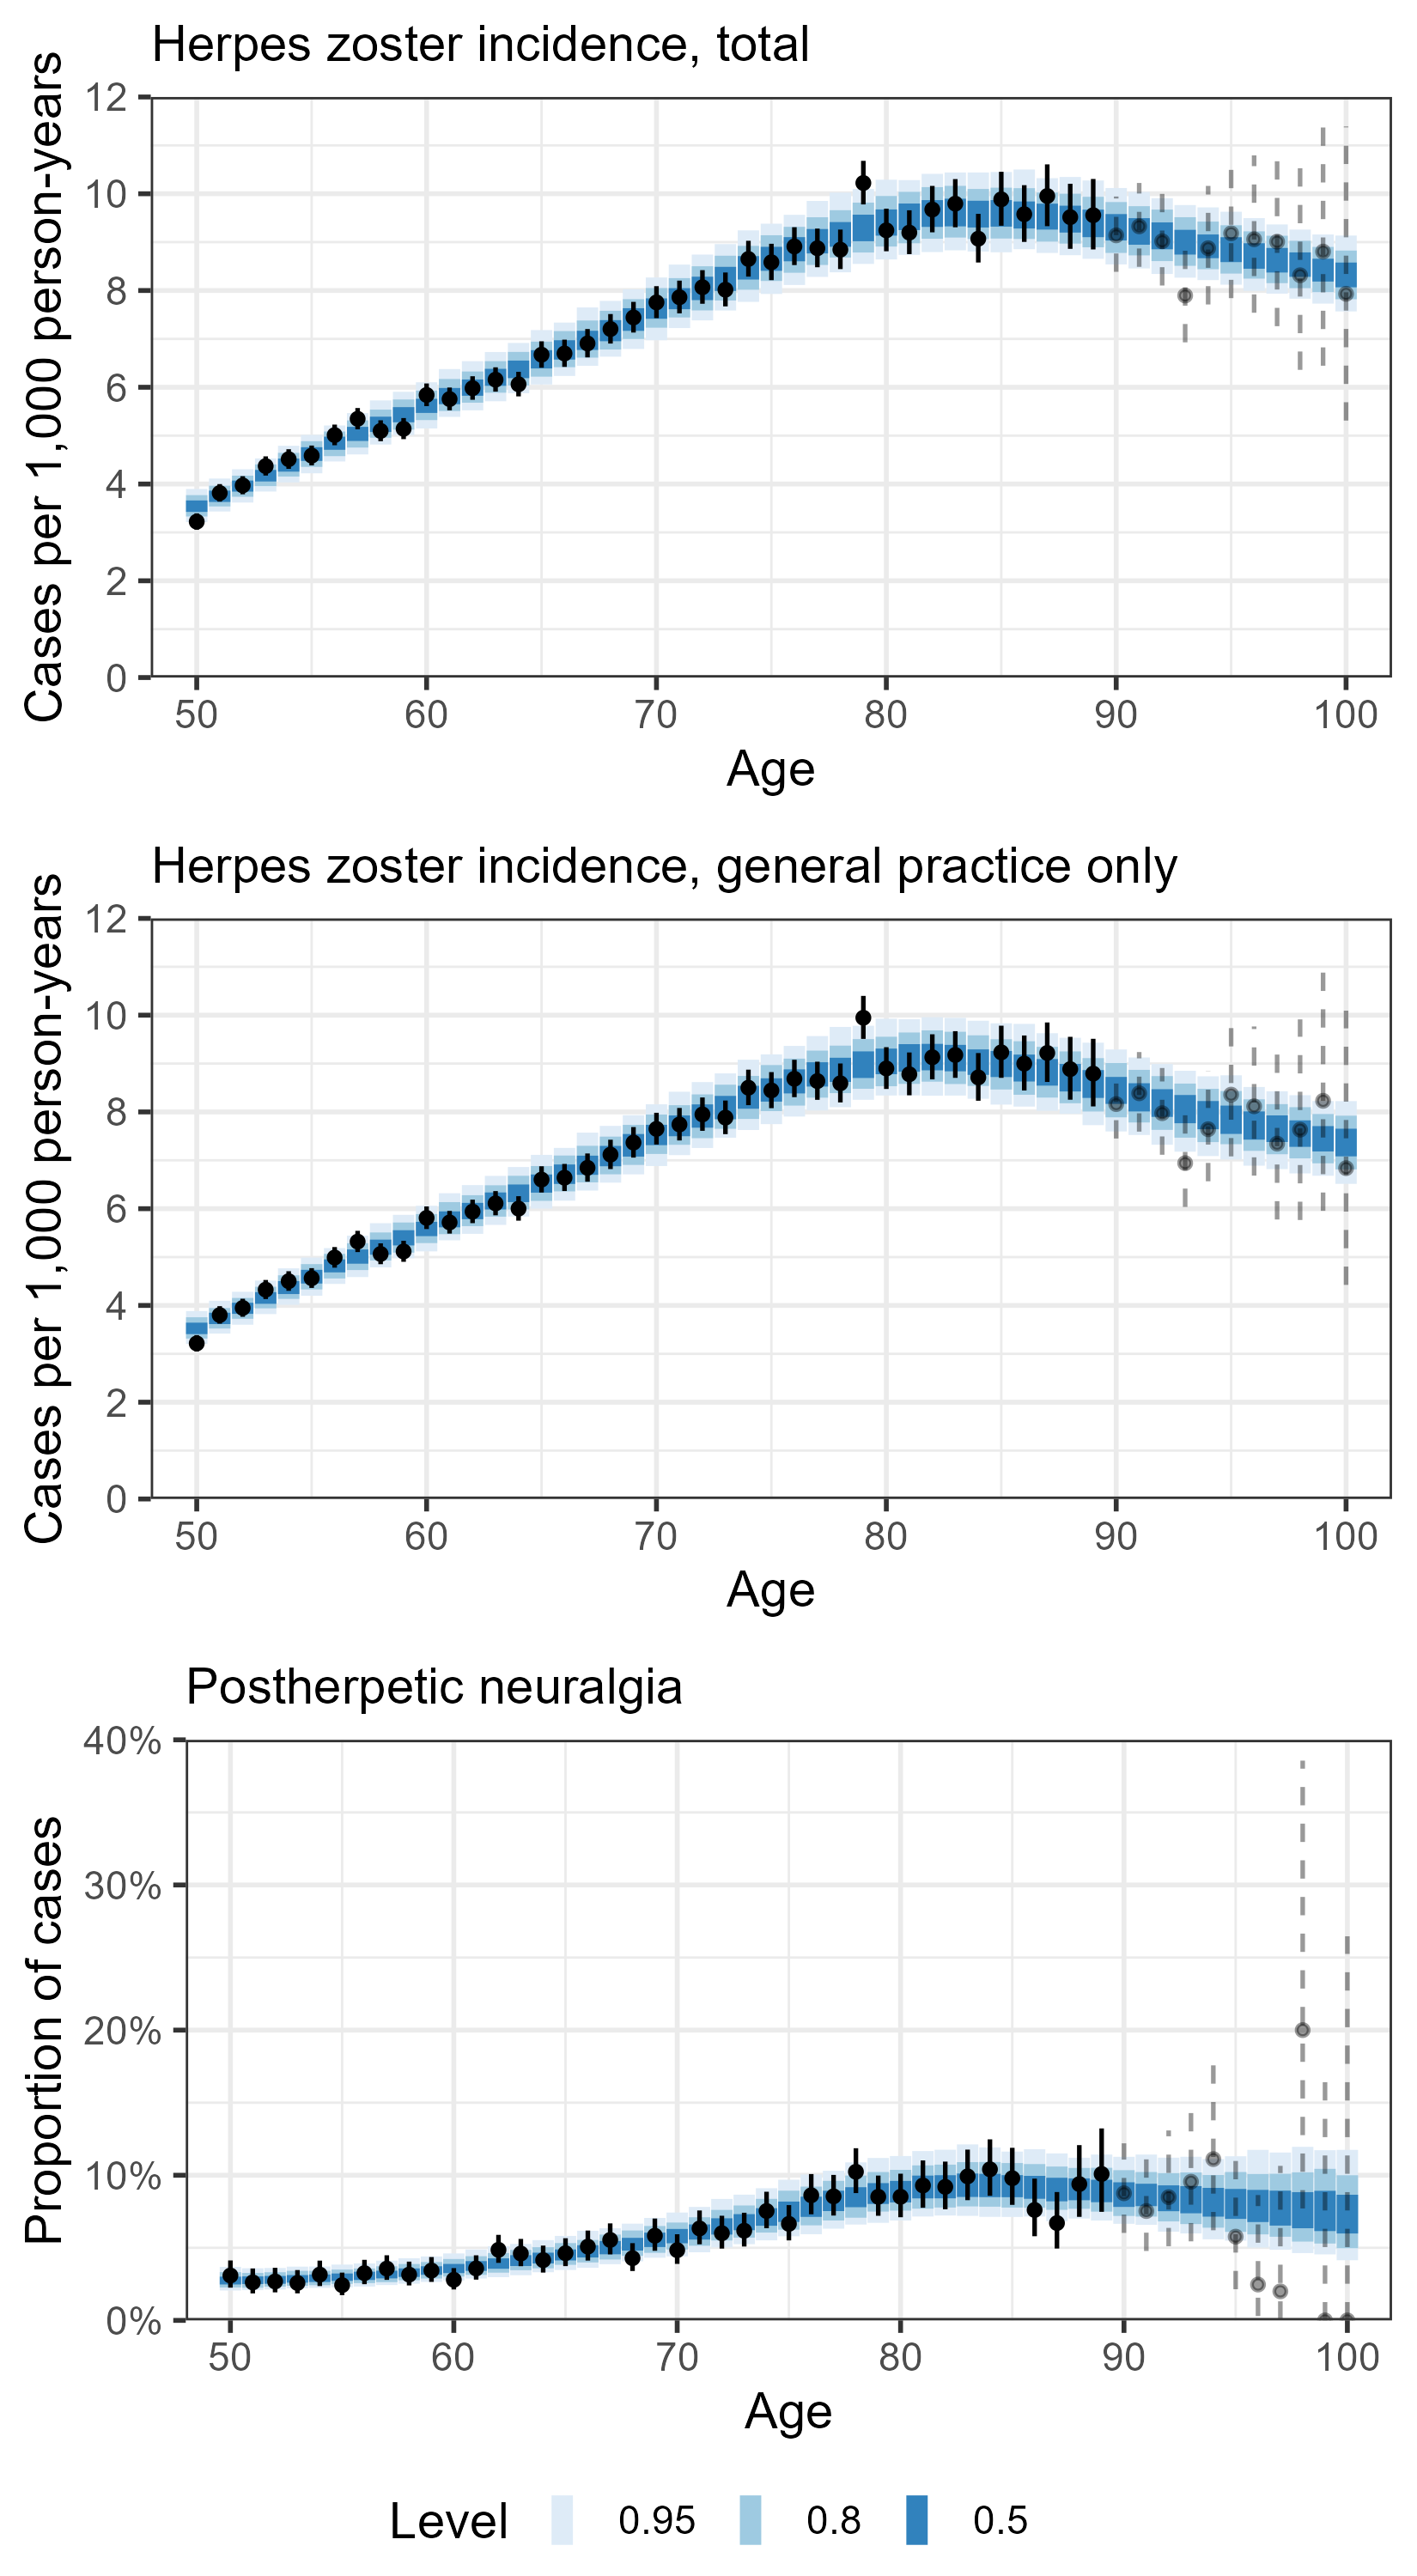 Herpes zoster incidence, total
Cases per 1,000 person-years
12
10
8
6
4
2
0
50 60 70 80 90 100
Age
Herpes zoster incidence, general practice only
Cases per 1,000 person-years
12
10
8
6
4
2
0
50 60 70 80 90 100
Age
Postherpetic neuralgia
Proportion of cases
40%
30%
20%
10%
0%
50 60 70 80 90 100
Age
Level 0.95 0.8 0.5